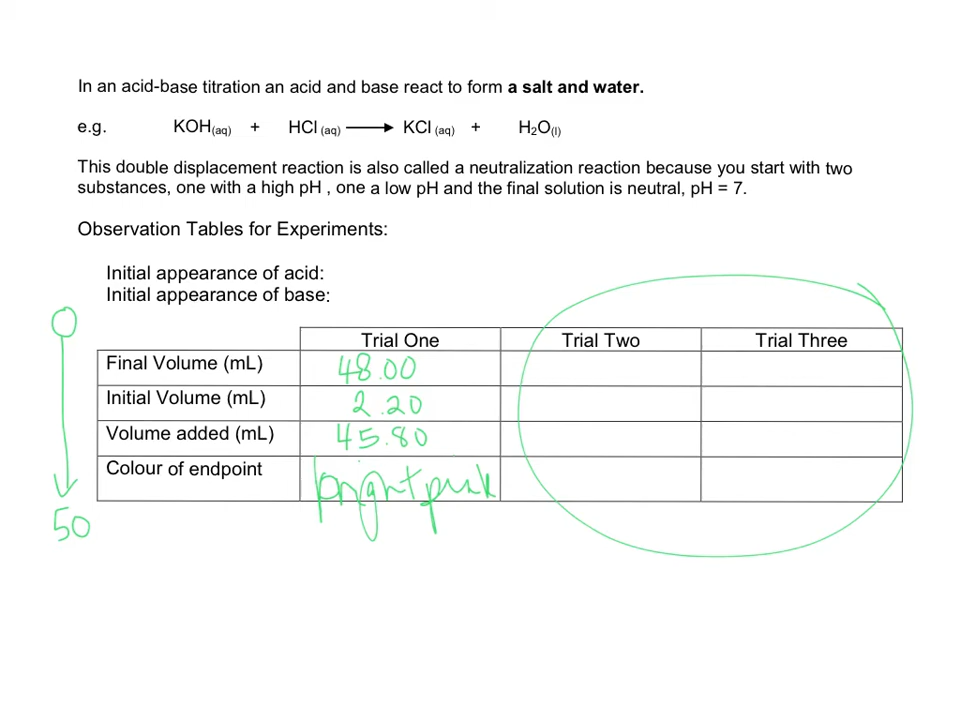 In an acid-base titration an acid and base react to form a salt and water.
e.g. KOH(aq) + HCl (aq) ⟶ KCl (aq) + H₂O(l)
This double displacement reaction is also called a neutralization reaction because you start with two
substances, one with a high pH , one a low pH and the final solution is neutral, pH = 7.
Observation Tables for Experiments:
Initial appearance of acid:
Initial appearance of base:
0
Trial One Trial Two Trial Three
Final Volume (mL) 48.00
Initial Volume (mL) 2.20
Volume added (mL) 45.80
Colour of endpoint bright pink
50